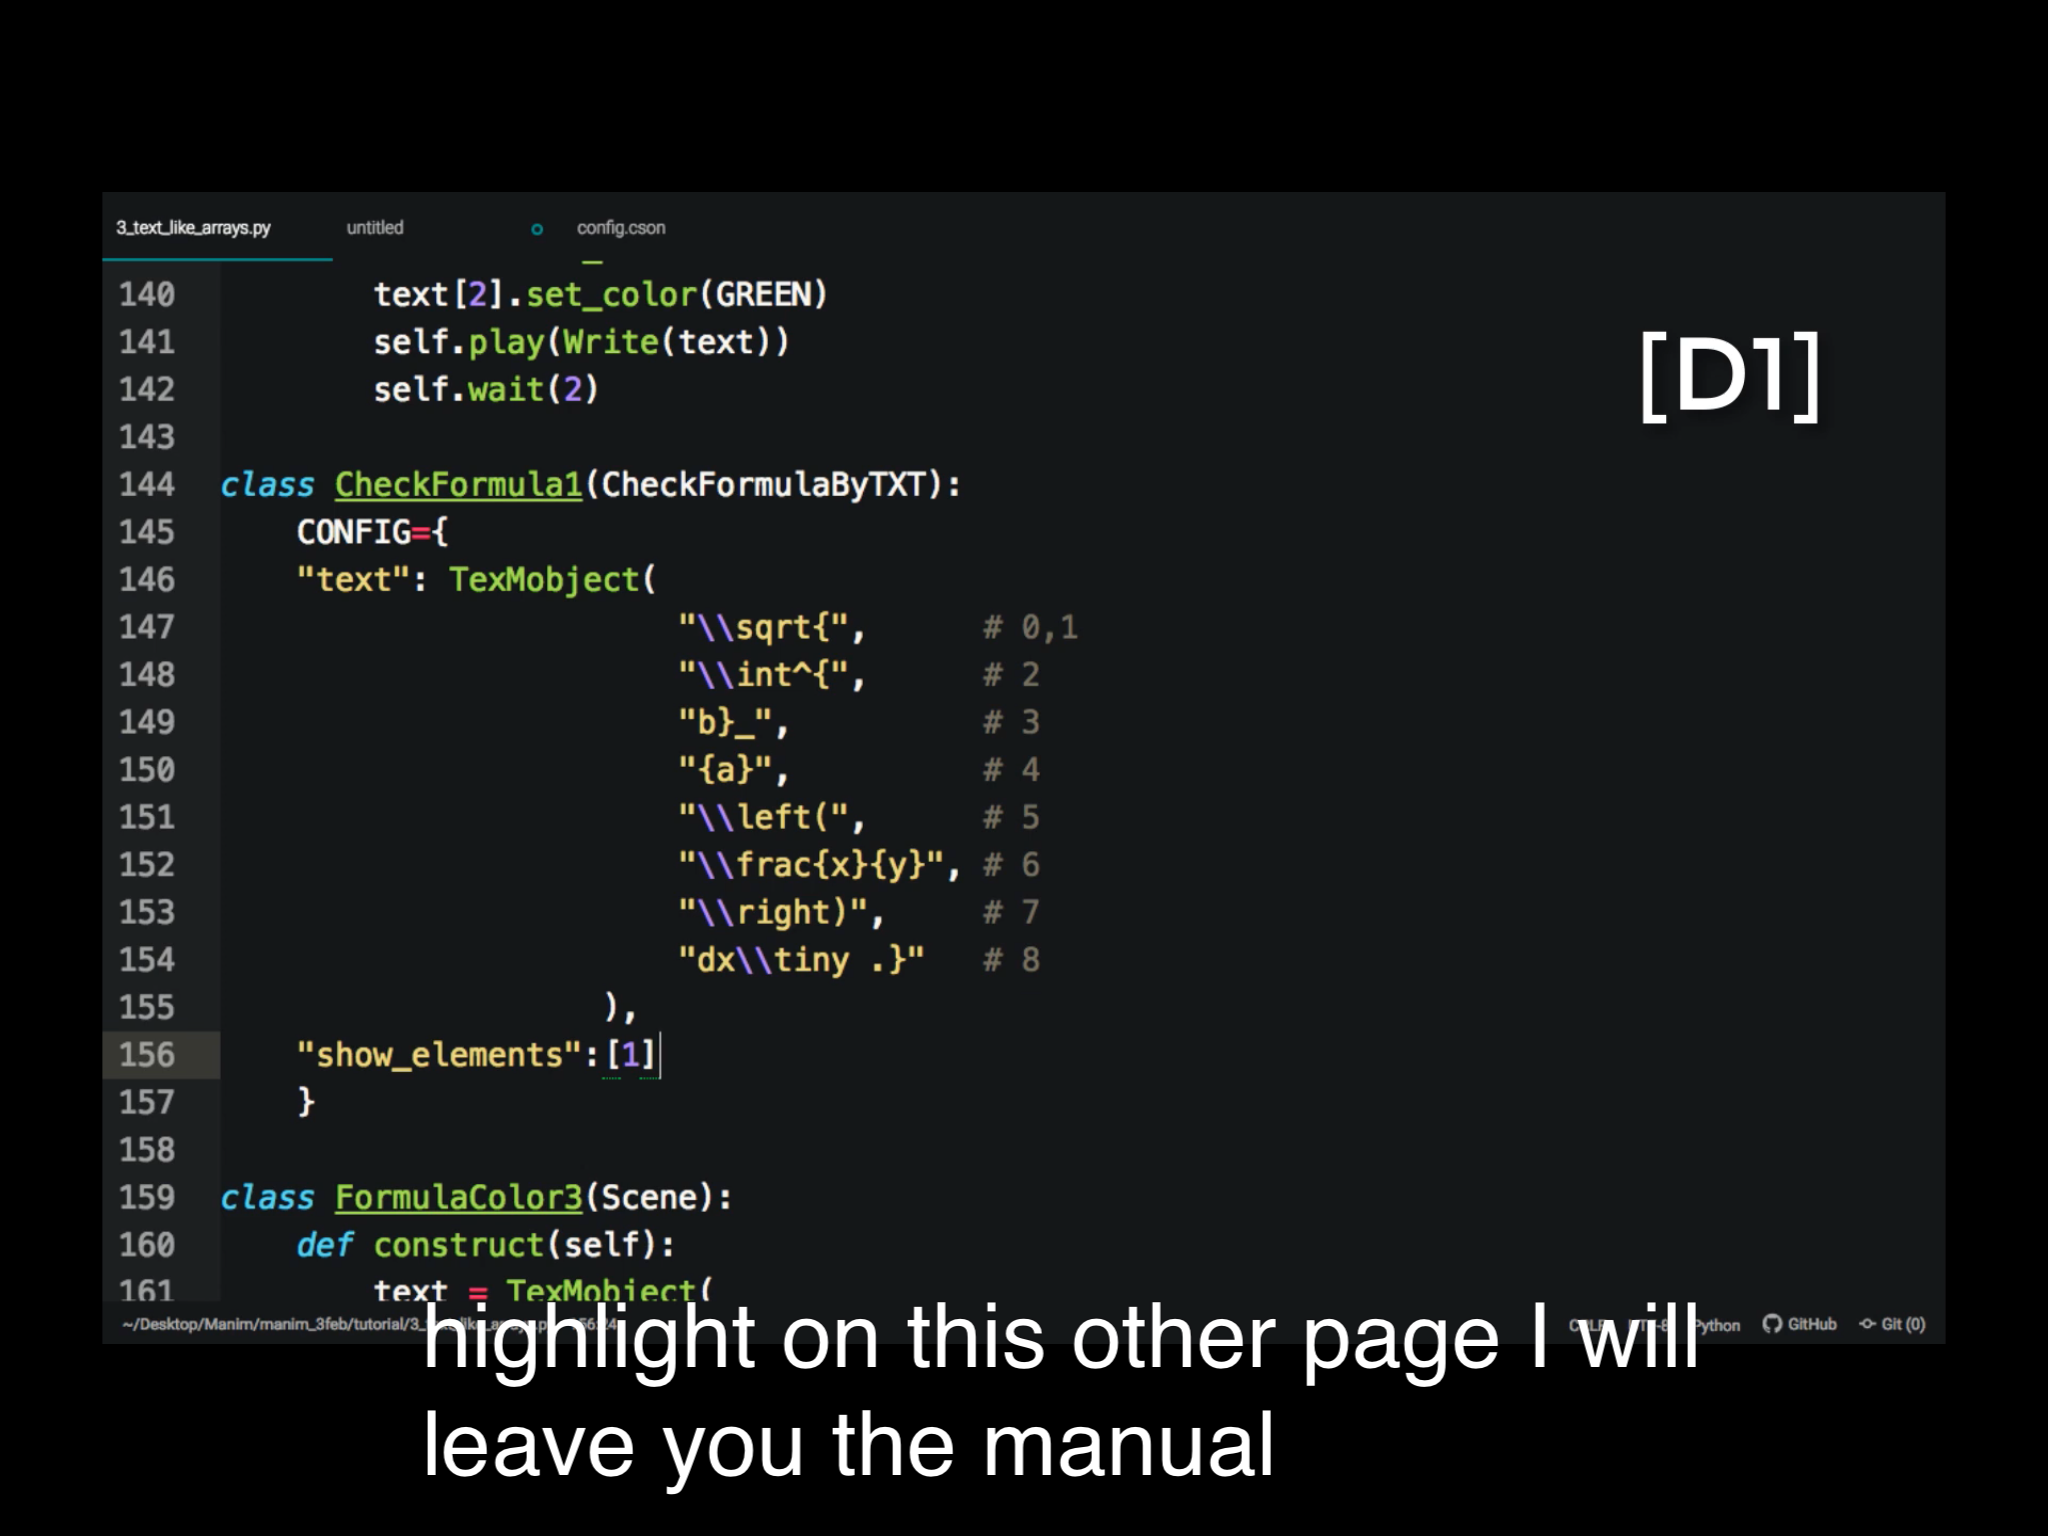 3_text_like_arrays.py untitled config.cson
140 text[2].set_color(GREEN)
141 self.play(Write(text))
142 self.wait(2)
[D1]
143
144 class CheckFormula1(CheckFormulaByTXT):
145 CONFIG={
146 "text": TexMobject(
147 "\\sqrt{", # 0,1
148 "\\int^{", # 2
149 "b}_", # 3
150 "{a}", # 4
151 "\\left(", # 5
152 "\\frac{x}{y}", # 6
153 "\\right)", # 7
154 "dx\\tiny .}" # 8
155 ),
156 "show_elements":[1]
157 }
158
159 class FormulaColor3(Scene):
160 def construct(self):
161 text = TexMobject(
~/Desktop/Manim/manim_3feb/tutorial/3_ Python GitHub Git (0)
highlight on this other page I will
leave you the manual